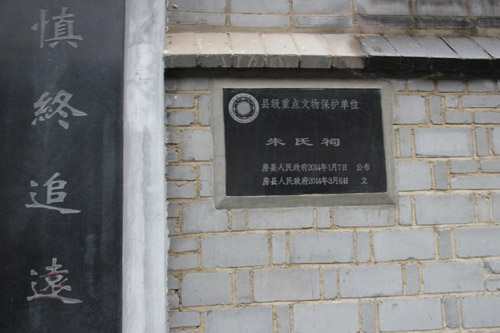 慎終追遠
县级重点文物保护单位
朱氏祠
房县人民政府2014年1月7日 公布
房县人民政府2014年3月6日 立